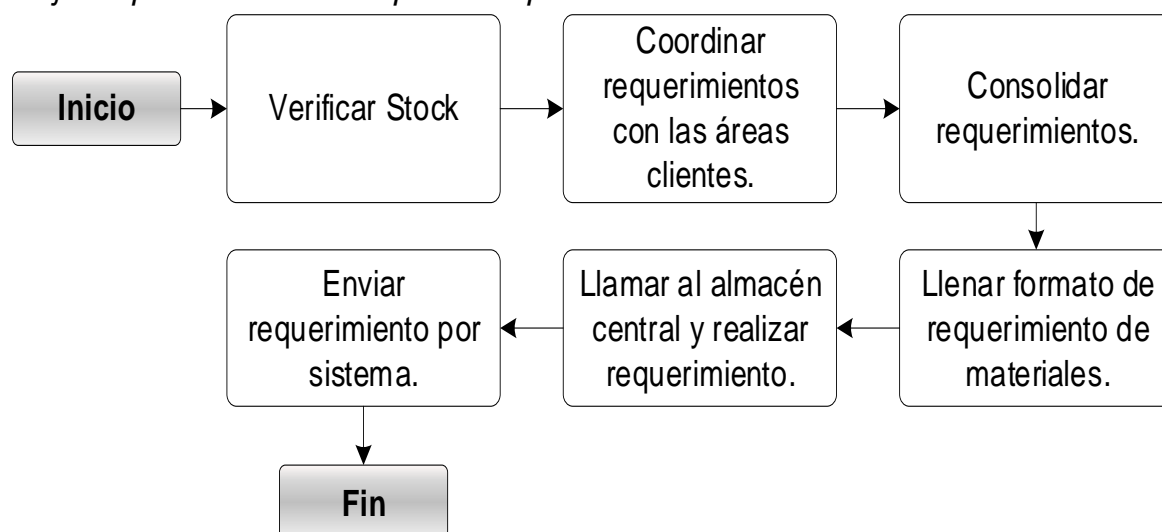 Inicio
Verificar Stock
Coordinar
requerimientos
con las áreas
clientes.
Consolidar
requerimientos.
Llenar formato de
requerimiento de
materiales.
Llamar al almacén
central y realizar
requerimiento.
Enviar
requerimiento por
sistema.
Fin